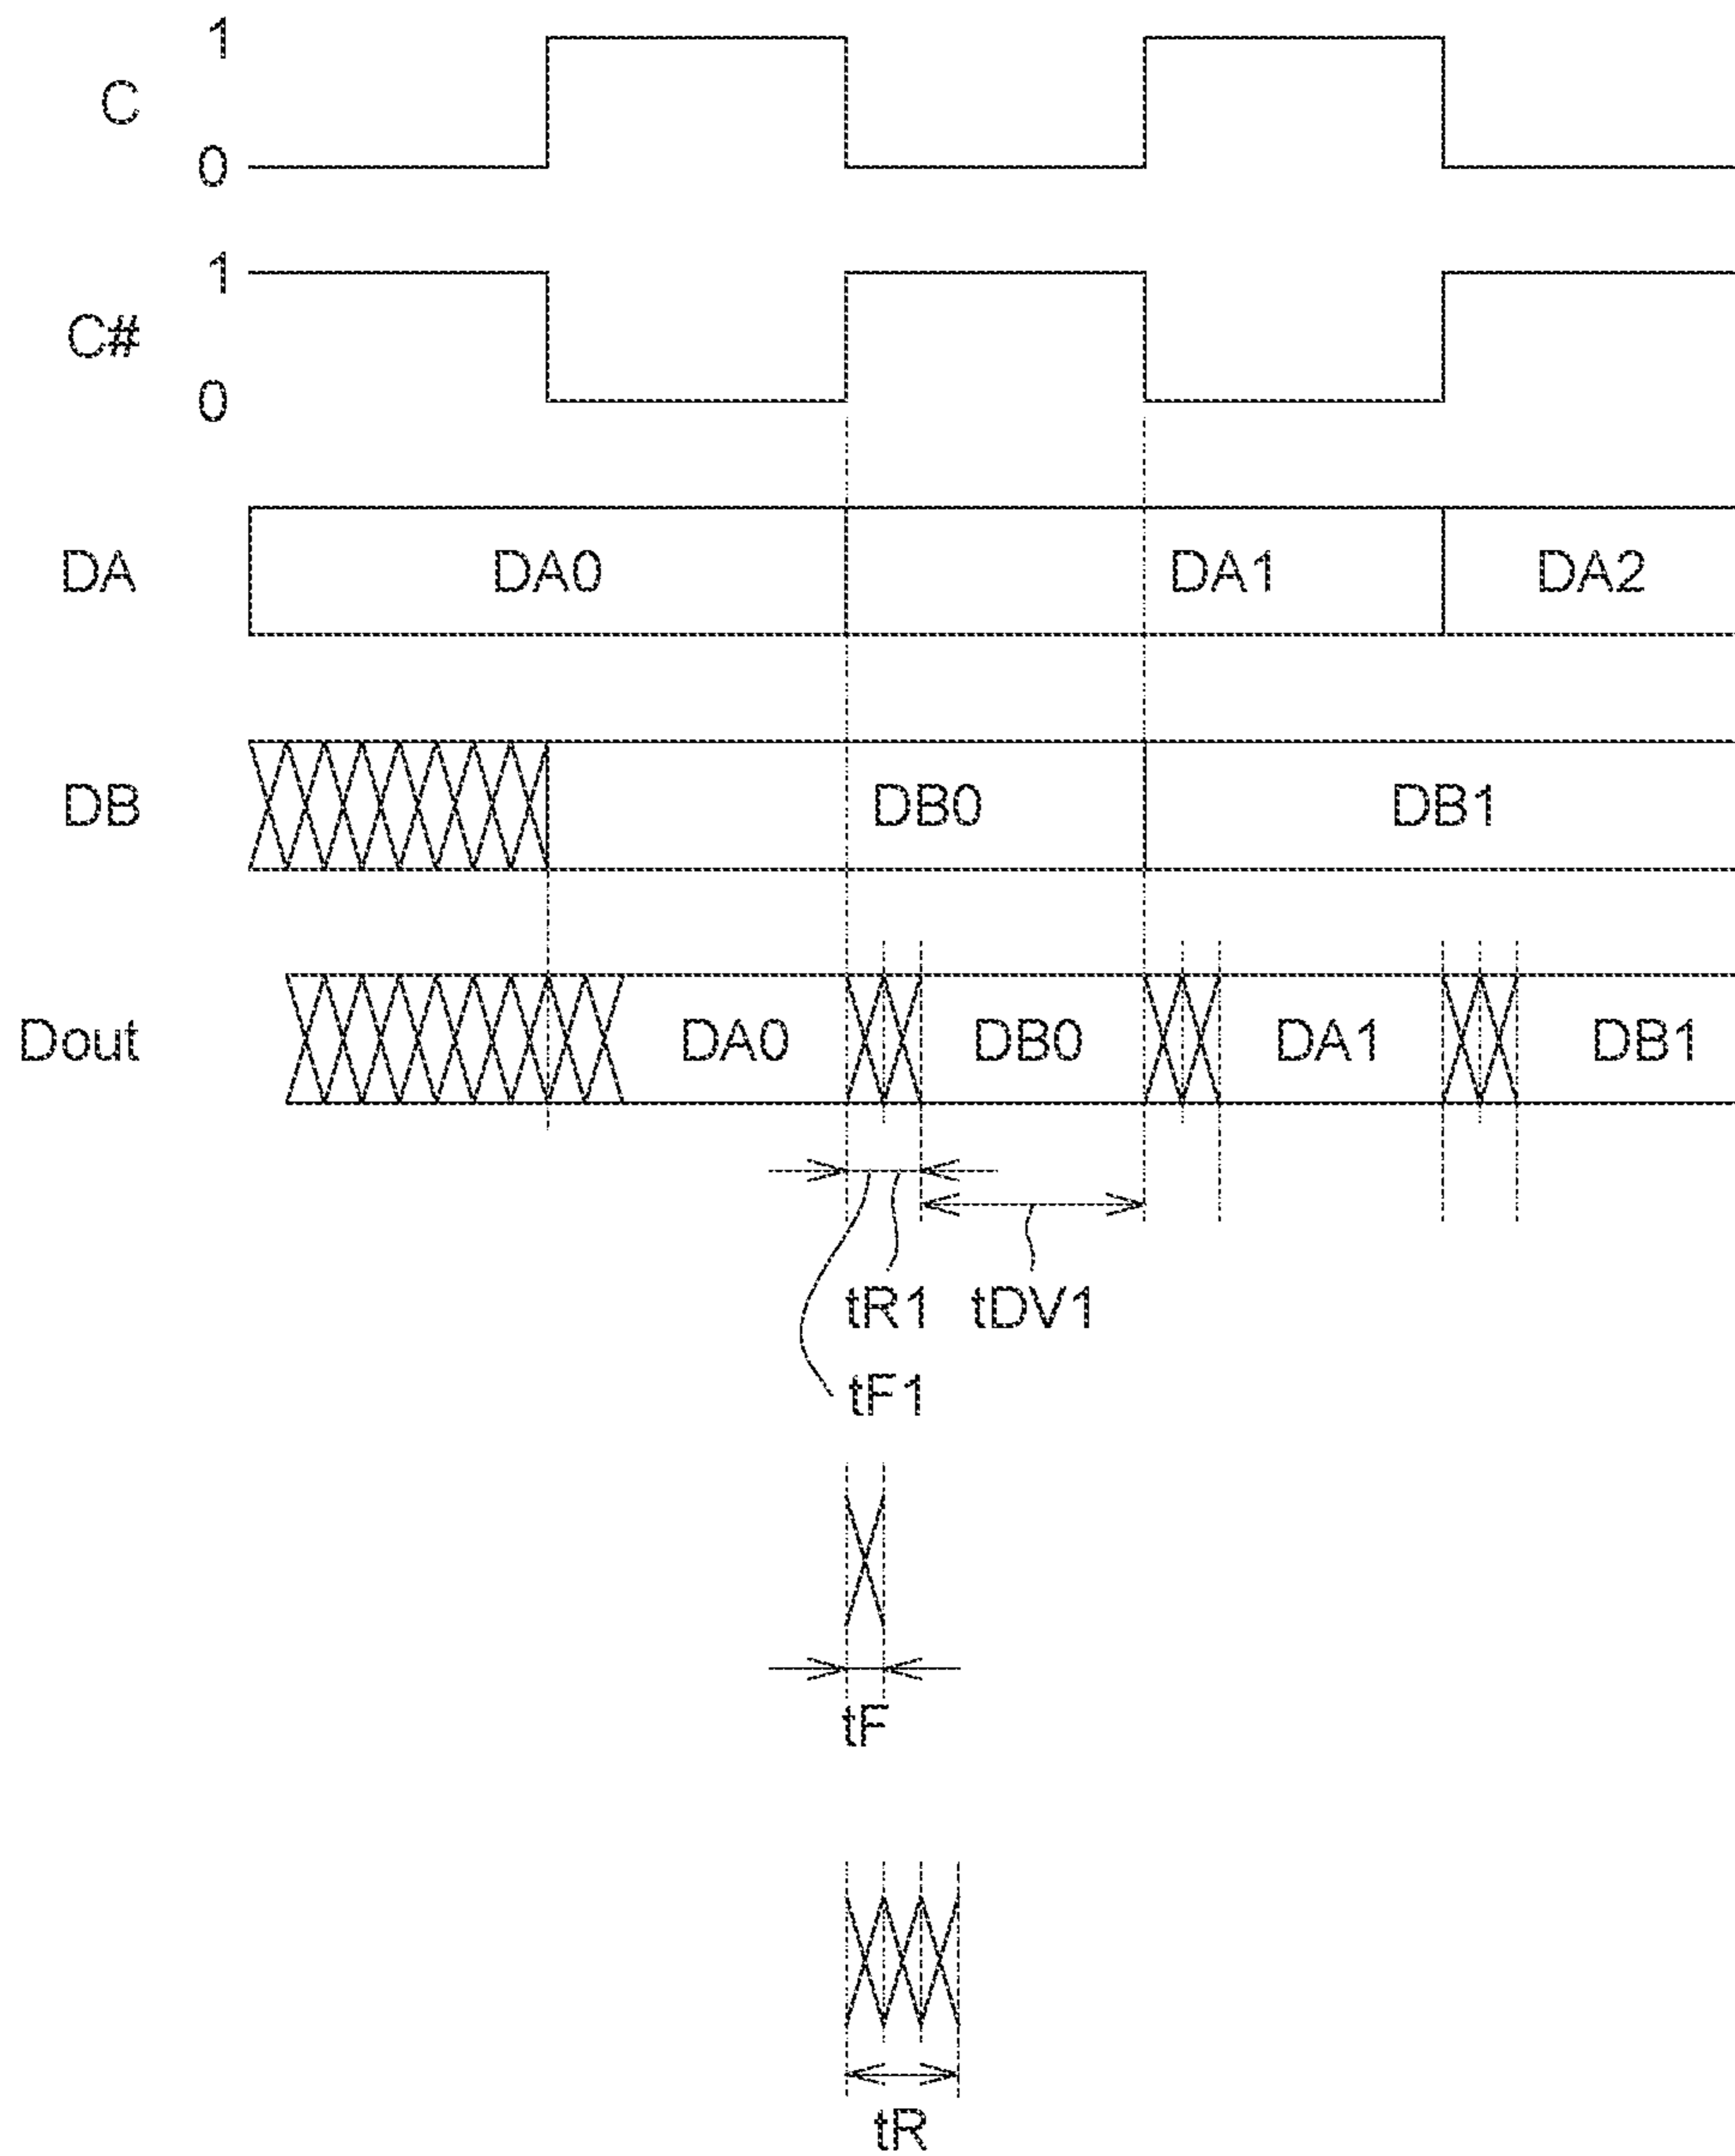 1
C
0
1
C#
0
DA DA0 DA1 DA2
DB DB0 DB1
Dout DA0 DB0 DA1 DB1
tR1 tDV1
tF1
tF
tR